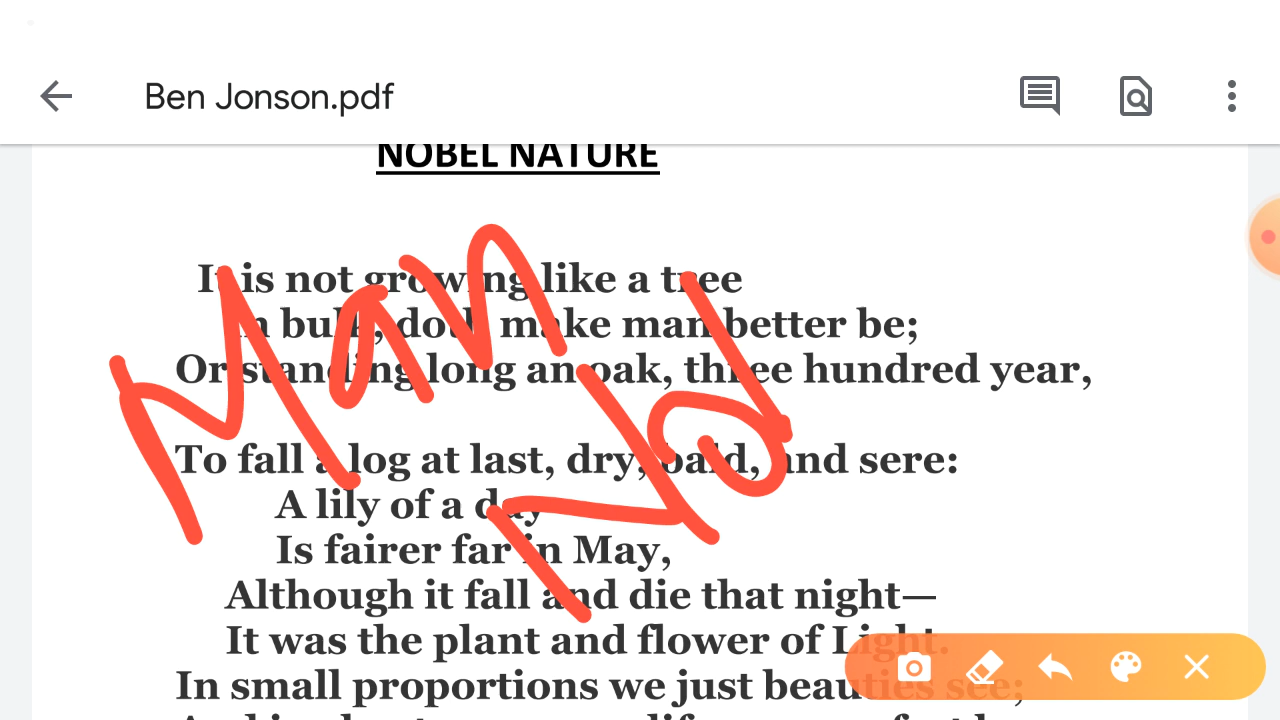 Ben Jonson.pdf
NOBEL NATURE
It is not growing like a tree
In bulk, doth make man better be;
Or standing long an oak, three hundred year,
To fall a log at last, dry, bald, and sere:
A lily of a day
Is fairer far in May,
Although it fall and die that night—
It was the plant and flower of Light.
In small proportions we just beauties see;
Man